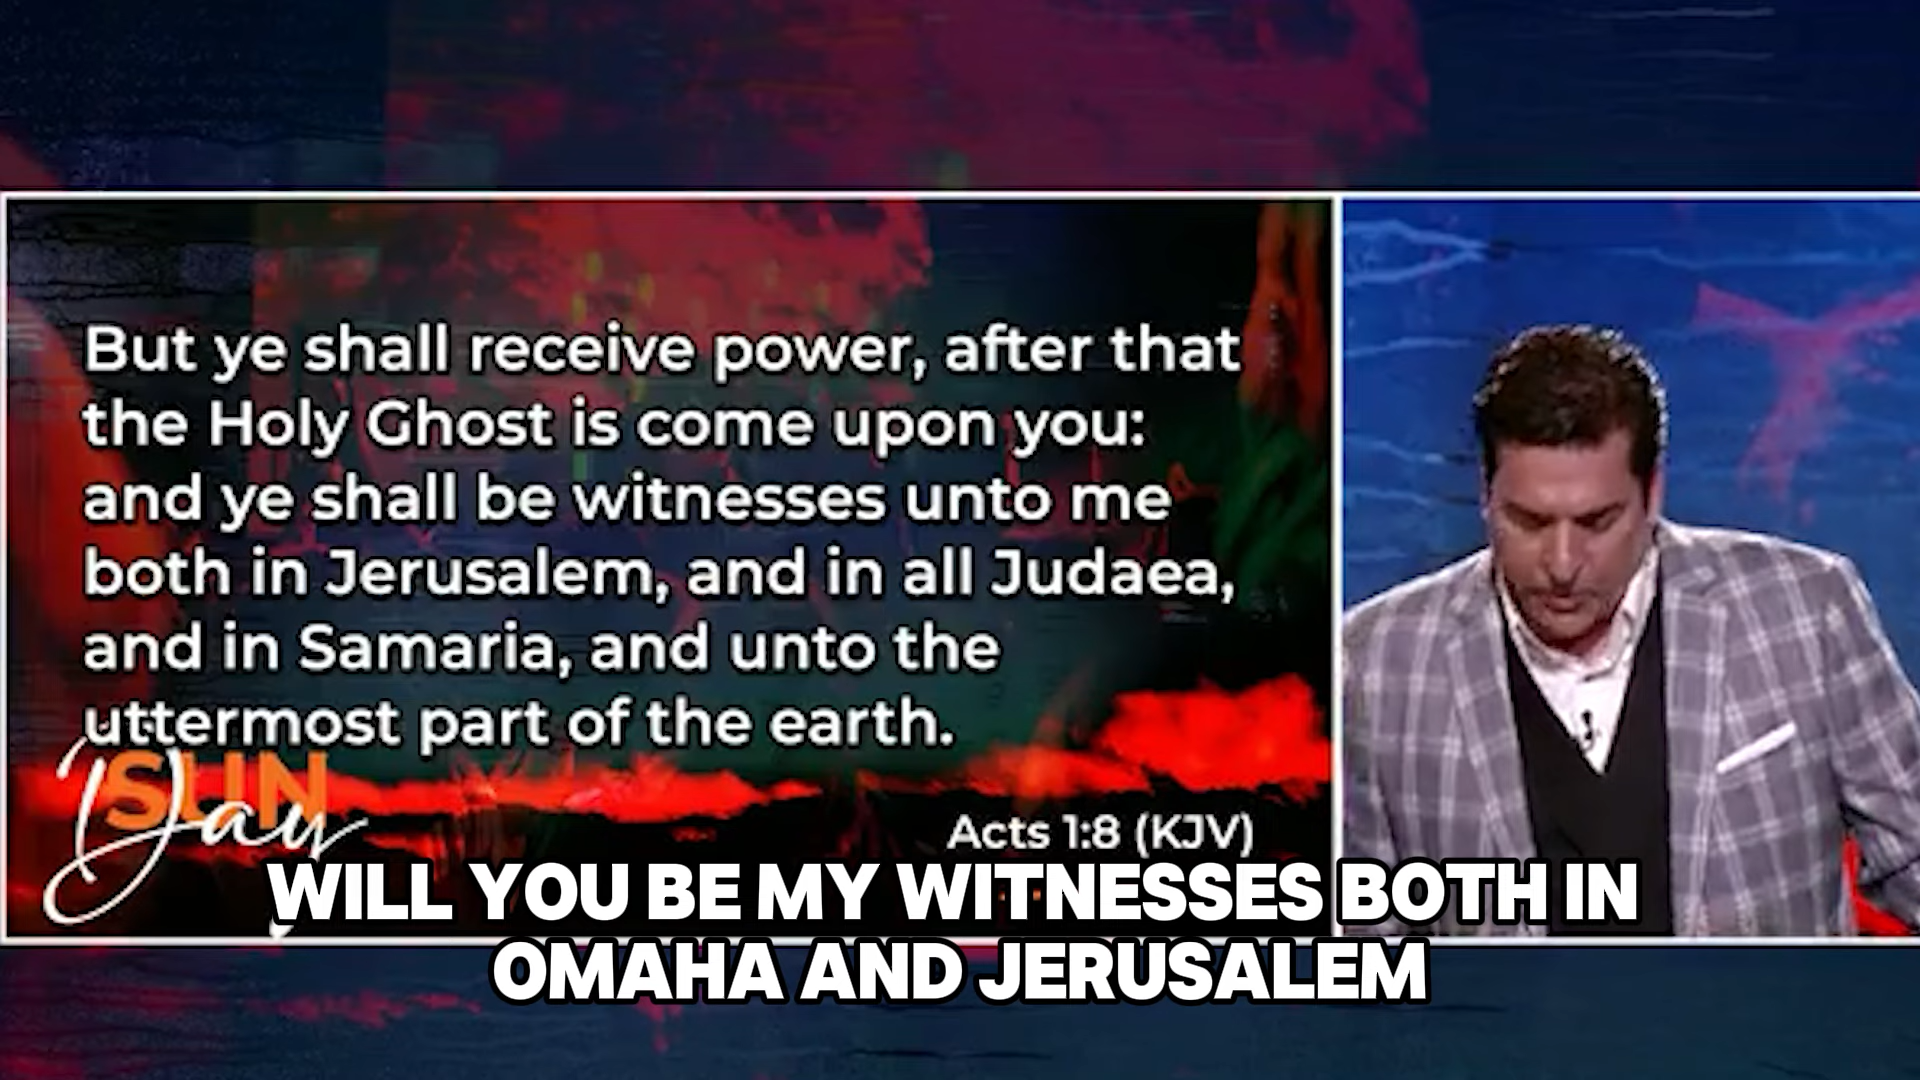 But ye shall receive power, after that
the Holy Ghost is come upon you:
and ye shall be witnesses unto me
both in Jerusalem, and in all Judaea,
and in Samaria, and unto the
uttermost part of the earth.
SUN
Day
Acts 1:8 (KJV)
WILL YOU BE MY WITNESSES BOTH IN
OMAHA AND JERUSALEM